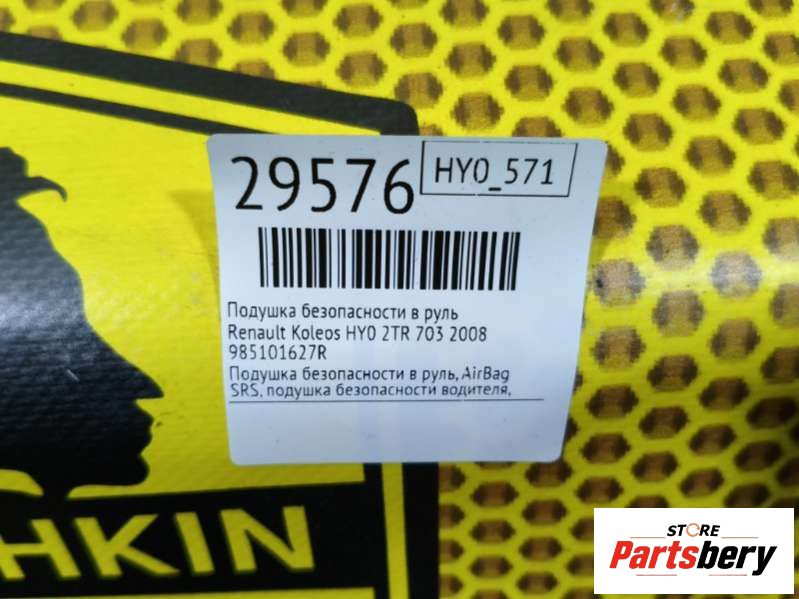 29576
HY0_571
Подушка безопасности в руль
Renault Koleos HY0 2TR 703 2008
985101627R
Подушка безопасности в руль, AirBag
SRS, подушка безопасности водителя,
HKIN
STORE
Partsbery